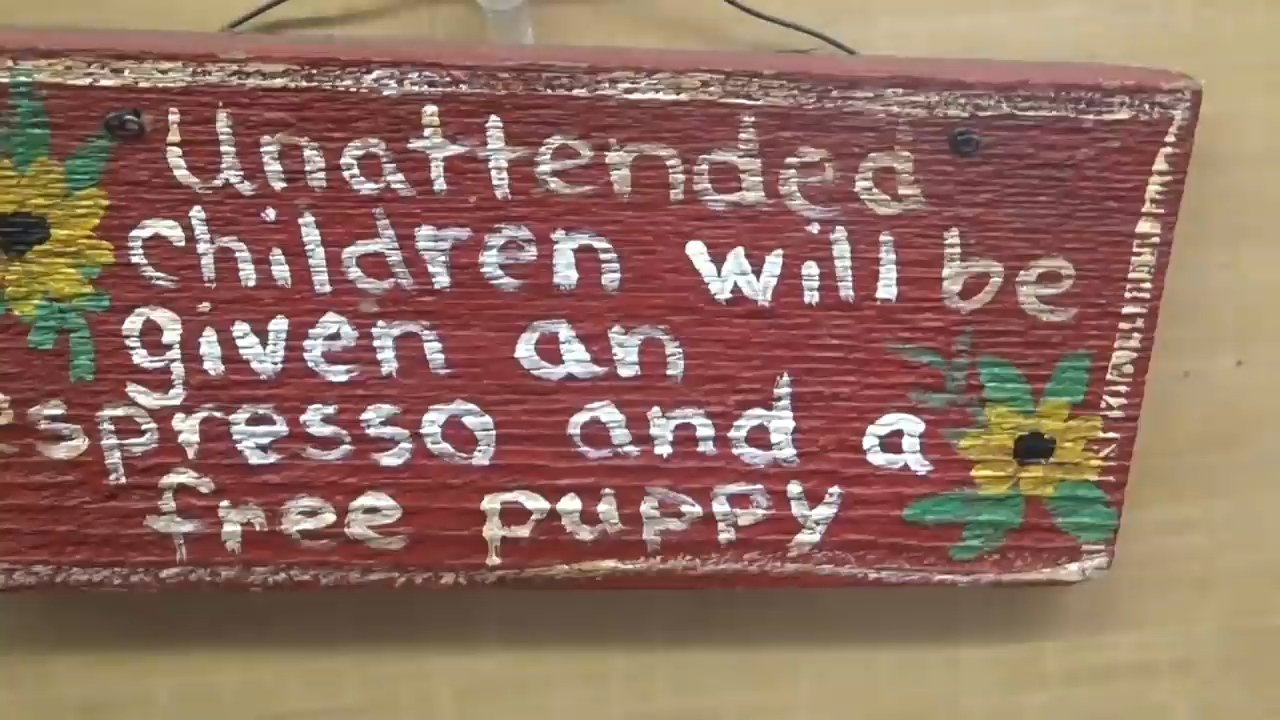 Unattended
children will be
given an
espresso and a
free puppy